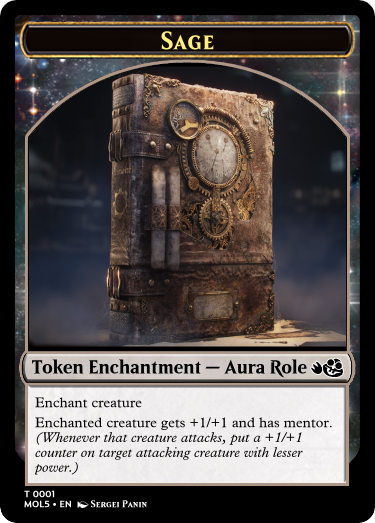 Sage
Token Enchantment — Aura Role
Enchant creature
Enchanted creature gets +1/+1 and has mentor.
(Whenever that creature attacks, put a +1/+1
counter on target attacking creature with lesser
power.)
T 0001
MOL5 • EN Sergei Panin